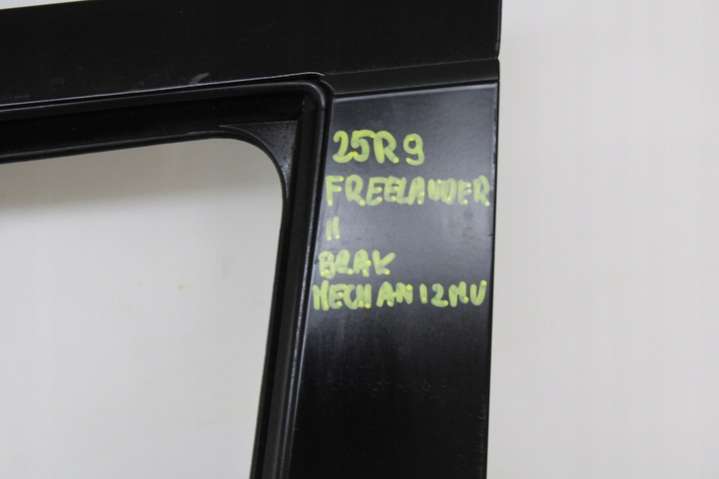 25R9
FREELANDER
II
BRAK
MECHANIZMU